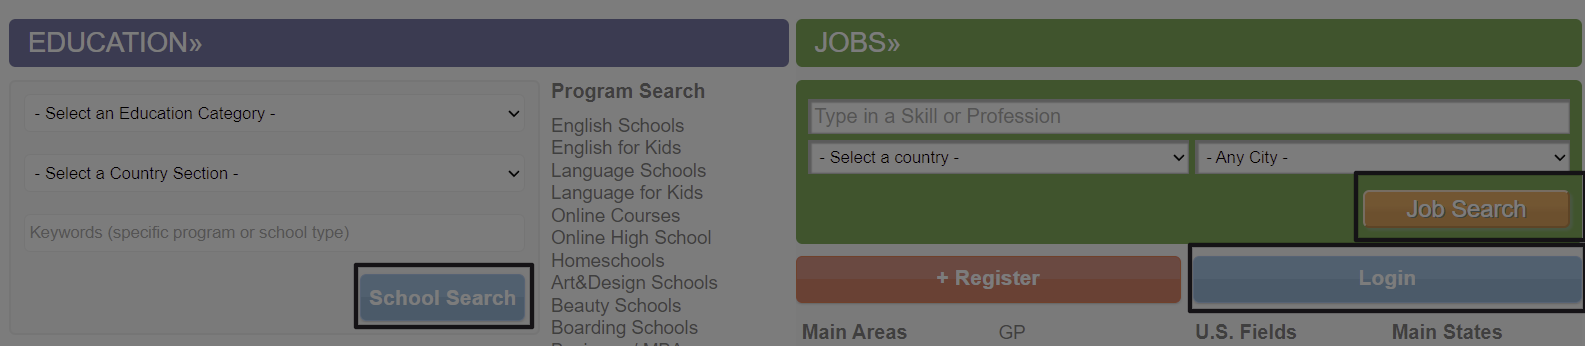 EDUCATION»
- Select an Education Category -
- Select a Country Section -
Keywords (specific program or school type)
School Search
Program Search
English Schools
English for Kids
Language Schools
Language for Kids
Online Courses
Online High School
Homeschools
Art&Design Schools
Beauty Schools
Boarding Schools
JOBS»
Type in a Skill or Profession
- Select a country - - Any City -
Job Search
+ Register Login
Main Areas GP U.S. Fields Main States